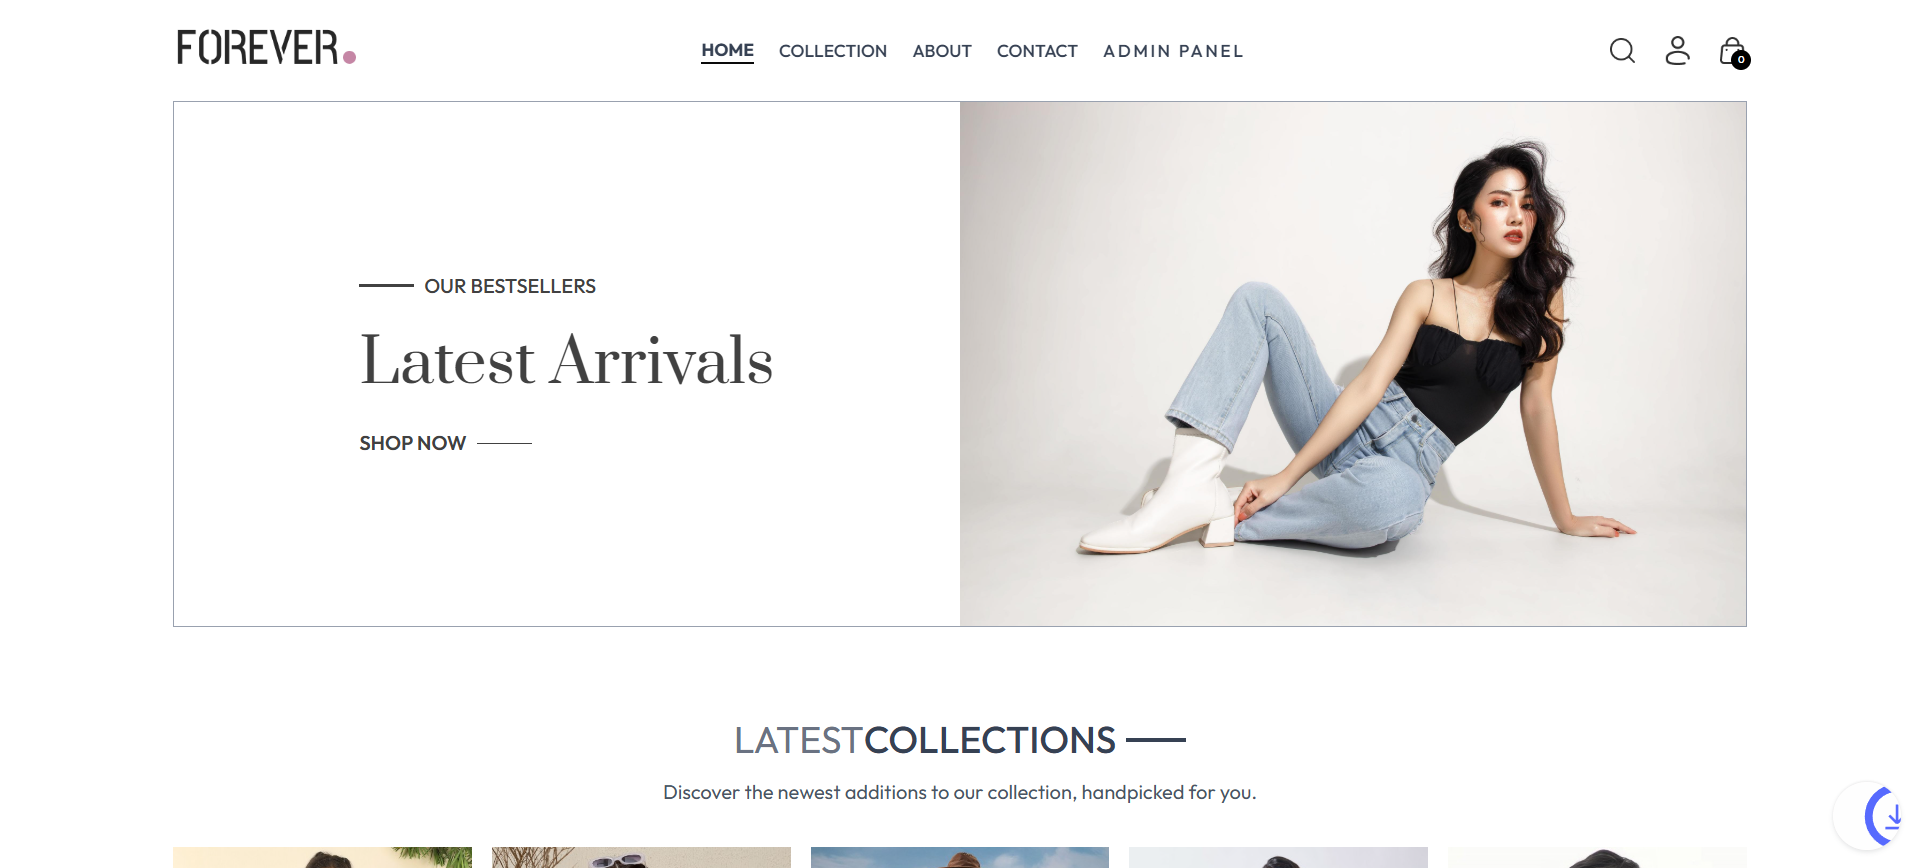 FOREVER.
HOME COLLECTION ABOUT CONTACT ADMIN PANEL
0
OUR BESTSELLERS
Latest Arrivals
SHOP NOW
LATESTCOLLECTIONS
Discover the newest additions to our collection, handpicked for you.